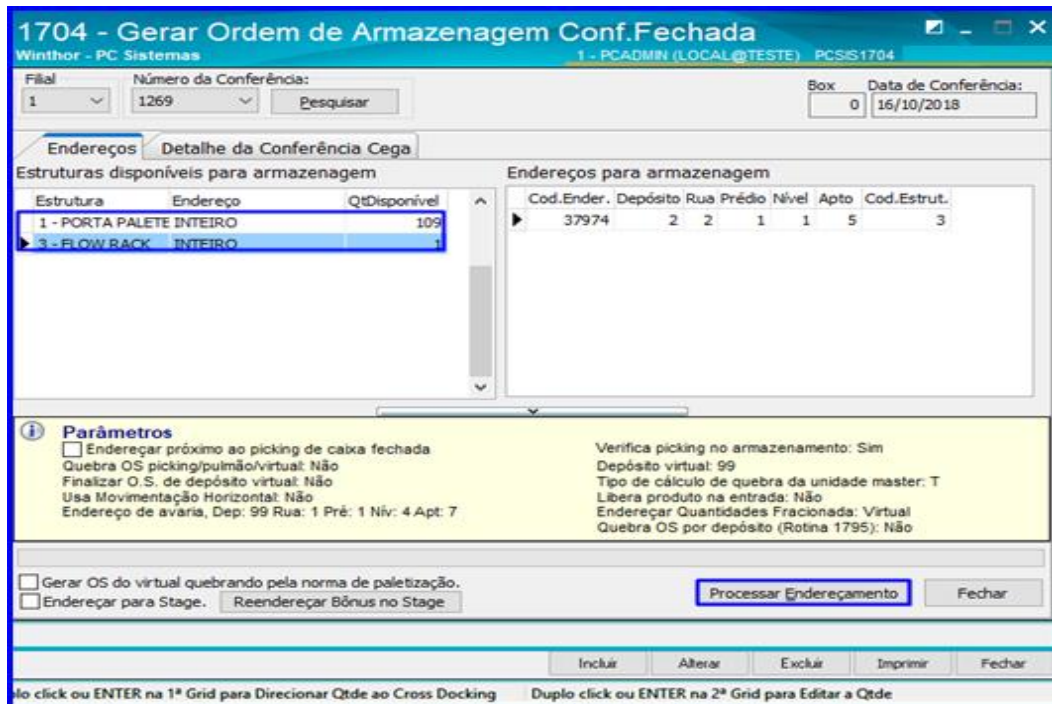 1704 - Gerar Ordem de Armazenagem Conf.Fechada
Winthor - PC Sistemas
1 - PCADMIN (LOCAL@TESTE) PCSIS1704
Filial
Número da Conferência:
Box
Data de Conferência:
1
1269
Pesquisar
0
16/10/2018
Endereços
Detalhe da Conferência Cega
Estruturas disponíveis para armazenagem
Estrutura Endereço QtDisponível
1 - PORTA PALETE INTEIRO 109
3 - FLOW RACK INTEIRO 1
Endereços para armazenagem
Cod.Ender. Depósito Rua Prédio Nível Apto Cod.Estrut.
37974 2 2 1 1 5 3
Parâmetros
Endereçar próximo ao picking de caixa fechada
Quebra OS picking/pulmão/virtual: Não
Finalizar O.S. de depósito virtual: Não
Usa Movimentação Horizontal: Não
Endereço de avaria, Dep: 99 Rua: 1 Pré: 1 Nív: 4 Apt: 7
Verifica picking no armazenamento: Sim
Depósito virtual: 99
Tipo de cálculo de quebra da unidade master: T
Libera produto na entrada: Não
Endereçar Quantidades Fracionada: Virtual
Quebra OS por depósito (Rotina 1795): Não
Gerar OS do virtual quebrando pela norma de paletização.
Endereçar para Stage.
Reendereçar Bônus no Stage
Processar Endereçamento
Fechar
Incluir
Alterar
Excluir
Imprimir
Fechar
plo click ou ENTER na 1ª Grid para Direcionar Qtde ao Cross Docking
Duplo click ou ENTER na 2ª Grid para Editar a Qtde